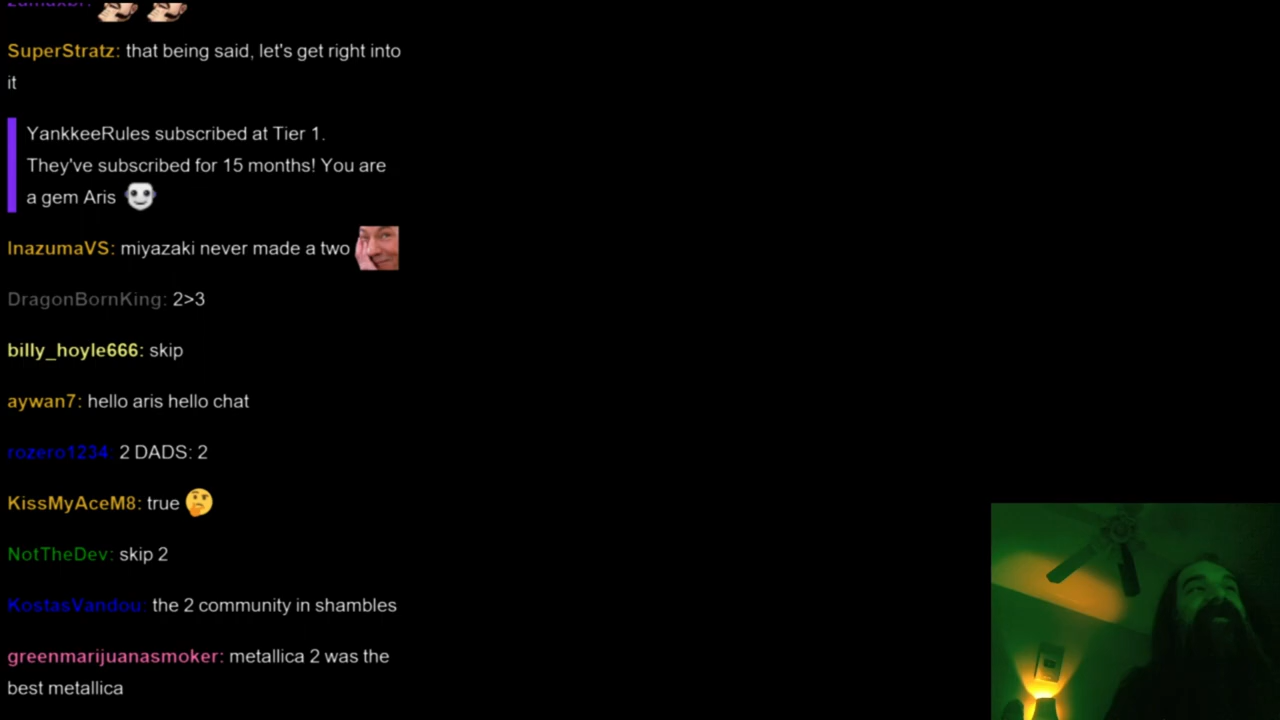 SuperStratz: that being said, let's get right into
it
YankkeeRules subscribed at Tier 1.
They've subscribed for 15 months! You are
a gem Aris
InazumaVS: miyazaki never made a two
DragonBornKing: 2>3
billy_hoyle666: skip
aywan7: hello aris hello chat
rozero1234: 2 DADS: 2
KissMyAceM8: true 🤔
NotTheDev: skip 2
KostasVandou: the 2 community in shambles
greenmarijuanasmoker: metallica 2 was the
best metallica